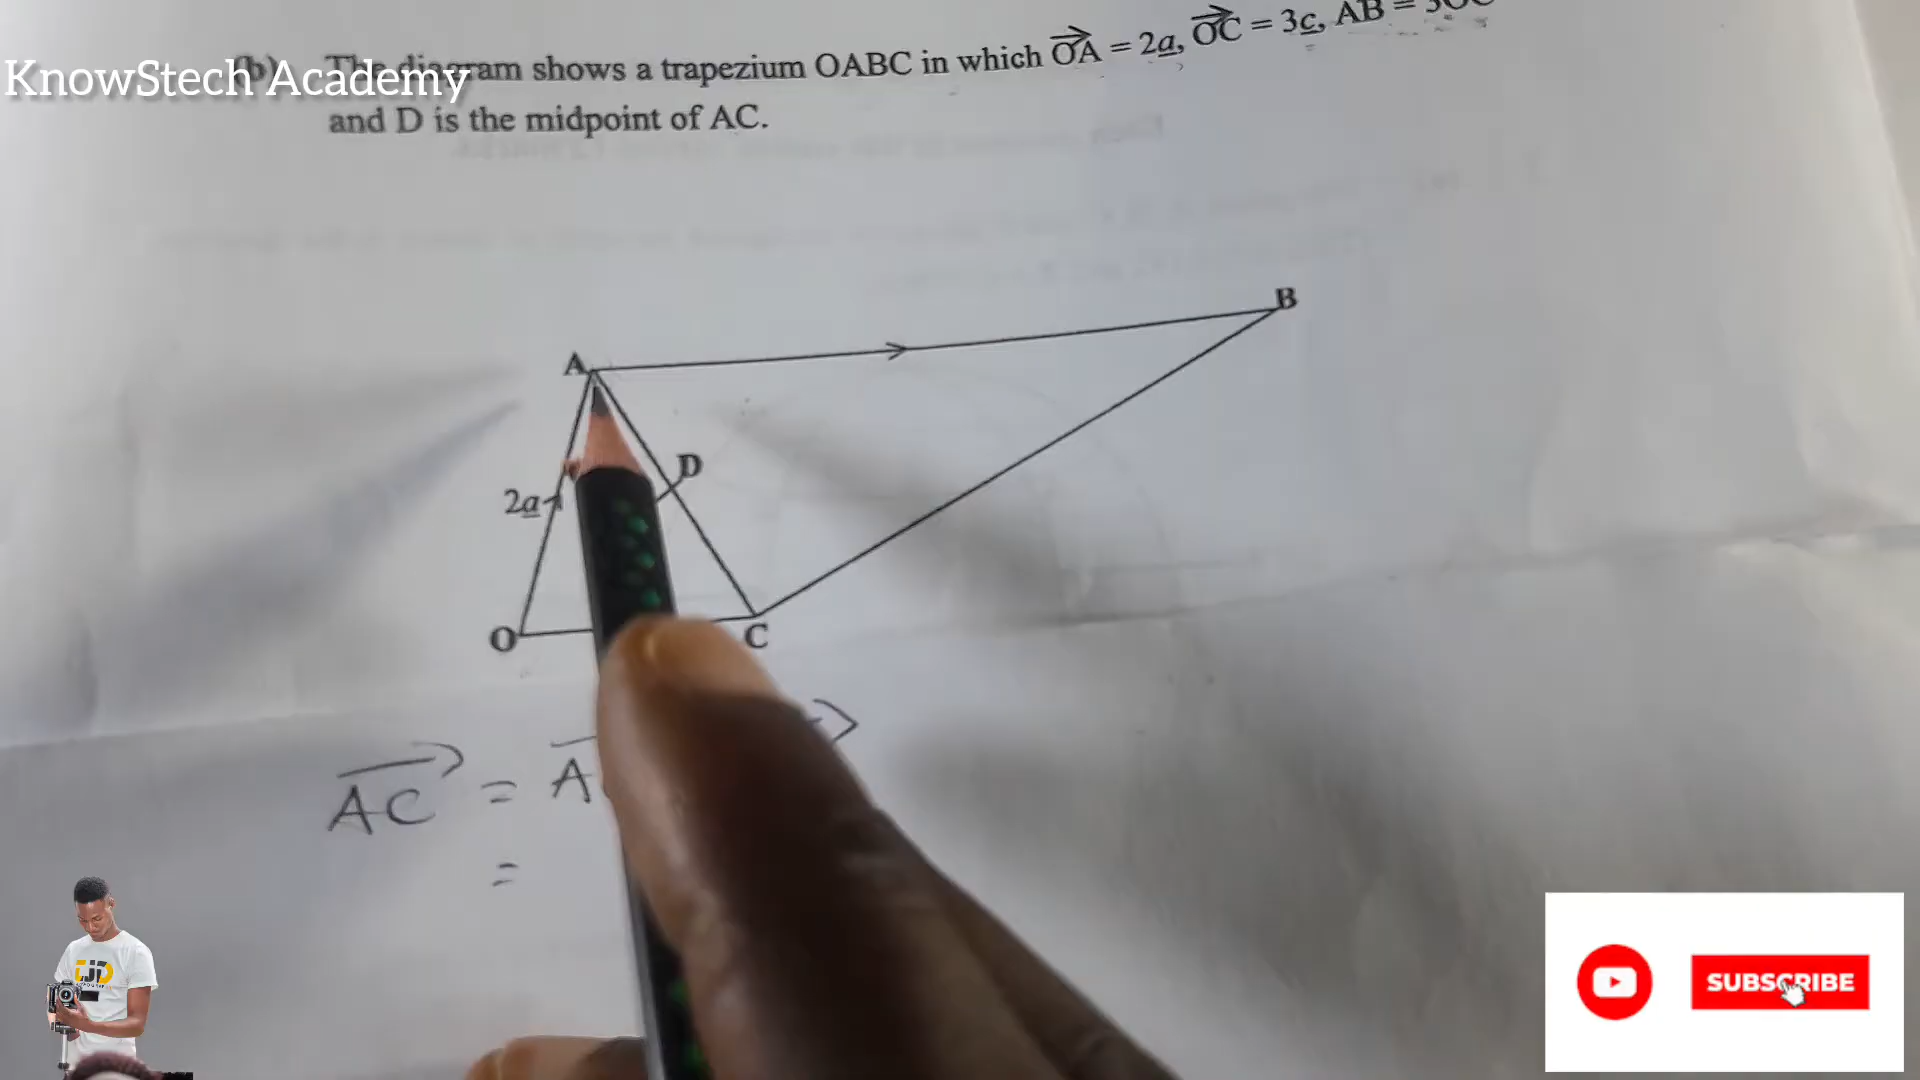 (b) The diagram shows a trapezium OABC in which OA = 2a, OC = 3c, AB = 3OC
and D is the midpoint of AC.
KnowStech Academy
B
A
D
2a
O
C
AC = A
=
SUBSCRIBE